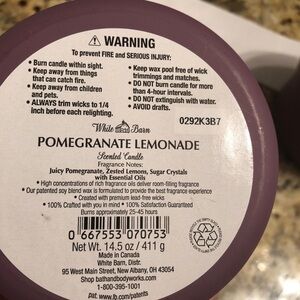 ⚠ WARNING
To prevent FIRE and SERIOUS INJURY:
• Burn candle within sight.
• Keep away from things
that can catch fire.
• Keep away from children
and pets.
• ALWAYS trim wicks to 1/4
inch before each relighting.
• Keep wax pool free of wick
trimmings and matches.
• DO NOT burn candle for more
than 4-hour intervals.
• DO NOT extinguish with water.
• AVOID drafts.
0292K3B7
White Barn
POMEGRANATE LEMONADE
Scented Candle
Fragrance Notes:
Juicy Pomegranate, Zested Lemons, Sugar Crystals
with Essential Oils
• High concentrations of rich fragrance oils deliver room-filling fragrance
• Our patented soy blend wax is formulated to provide the best burn possible
• Created with premium lead-free wicks
• 100% Crafted with you in mind • 100% Satisfaction Guaranteed
Burns approximately 25-45 hours
0 667553 070753
Net Wt. 14.5 oz / 411 g
Made in Canada
White Barn, Distr.
95 West Main Street, New Albany, OH 43054
Shop bathandbodyworks.com
1-800-395-1001
pat. www.fp.com/patents